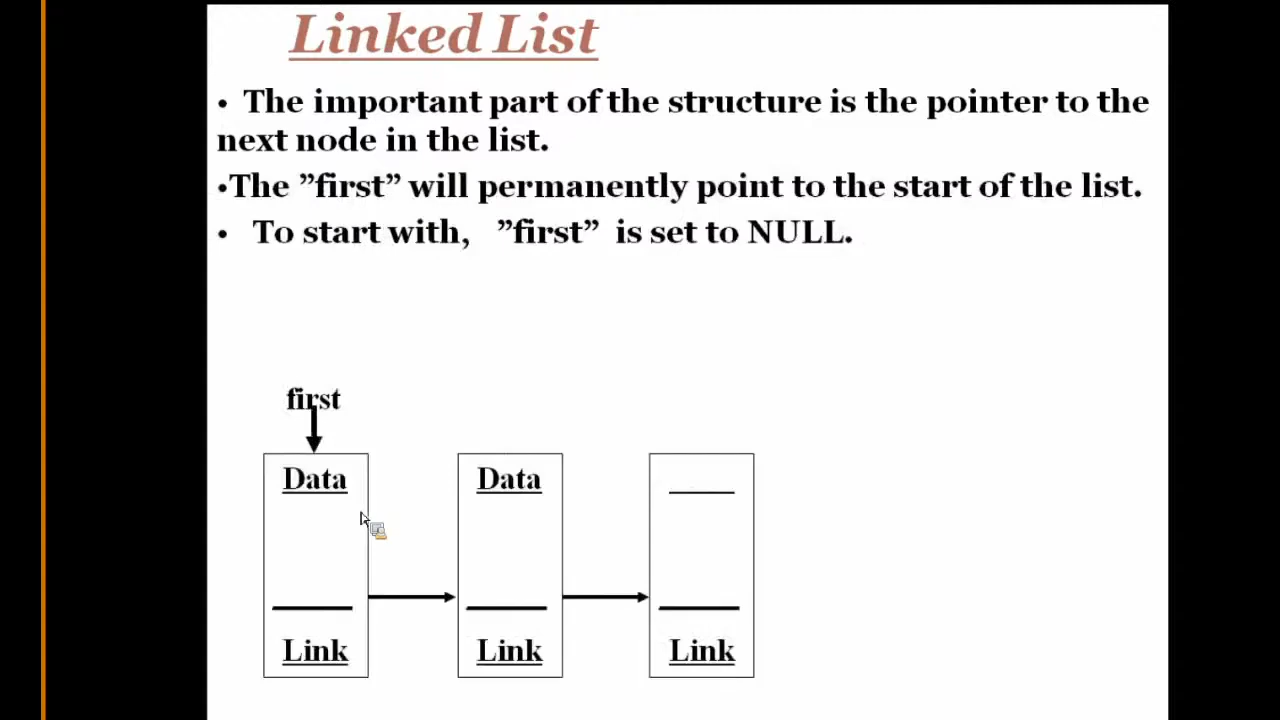 Linked List
• The important part of the structure is the pointer to the
next node in the list.
•The ”first” will permanently point to the start of the list.
• To start with, ”first” is set to NULL.
first
Data Data
Link Link Link